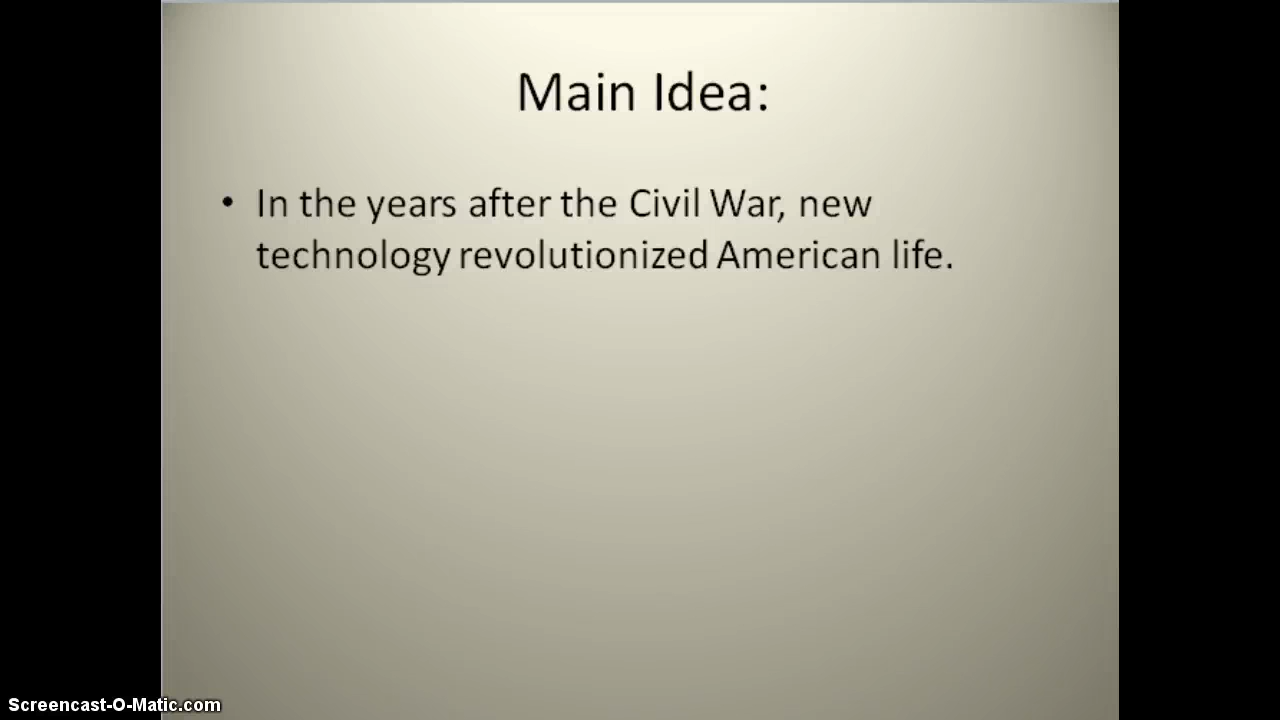 Main Idea:
• In the years after the Civil War, new
technology revolutionized American life.
Screencast-O-Matic.com